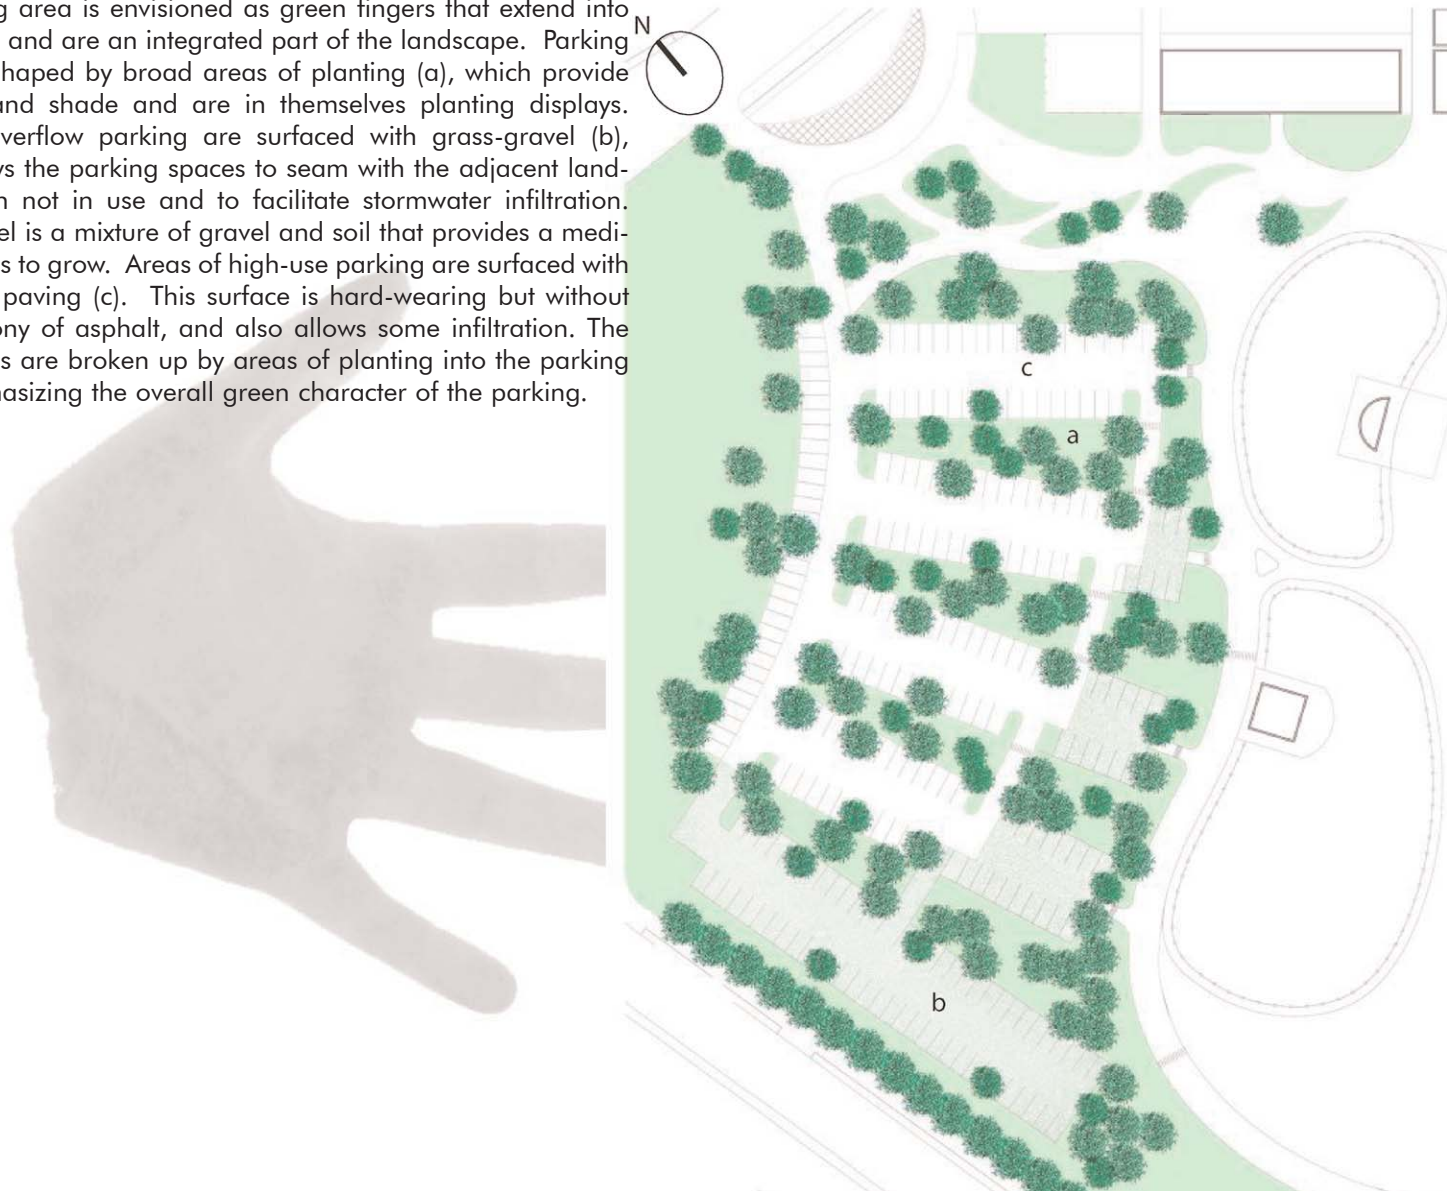 g area is envisioned as green fingers that extend into
and are an integrated part of the landscape. Parking
haped by broad areas of planting (a), which provide
and shade and are in themselves planting displays.
verflow parking are surfaced with grass-gravel (b),
ws the parking spaces to seam with the adjacent land-
n not in use and to facilitate stormwater infiltration.
el is a mixture of gravel and soil that provides a medi-
s to grow. Areas of high-use parking are surfaced with
paving (c). This surface is hard-wearing but without
ony of asphalt, and also allows some infiltration. The
s are broken up by areas of planting into the parking
nasizing the overall green character of the parking.
N
c
a
b